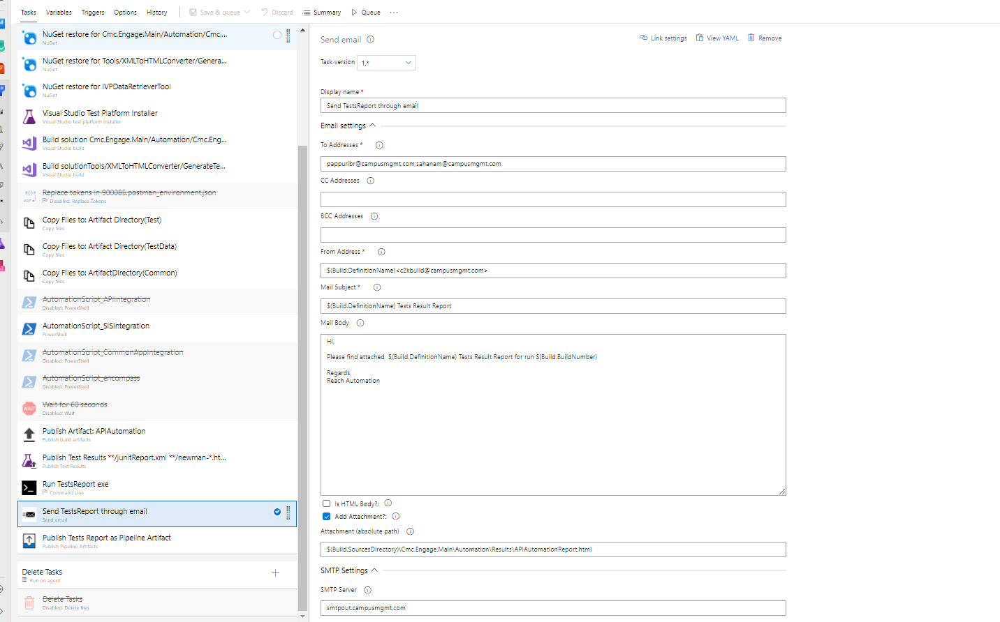 Tasks Variables Triggers Options History Save & queue Discard Summary Queue ...
NuGet restore for Cmc.Engage.Main/Automation/Cmc....
NuGet
NuGet restore for Tools/XMLToHTMLConverter/Genera...
NuGet
NuGet restore for IVPDataRetrieverTool
NuGet
Visual Studio Test Platform Installer
Visual Studio test platform installer
Build solution Cmc.Engage.Main/Automation/Cmc.Eng...
Visual Studio build
Build solutionTools/XMLToHTMLConverter/GenerateTe...
Visual Studio build
Replace tokens in 900085.postman_environment.json
Disabled: Replace Tokens
Copy Files to: Artifact Directory(Test)
Copy files
Copy Files to: Artifact Directory(TestData)
Copy files
Copy Files to: ArtifactDIrectory(Common)
Copy files
AutomationScript_APIIntegration
Disabled: PowerShell
AutomationScript_SISIntegration
PowerShell
AutomationScript_CommonAppIntegration
Disabled: PowerShell
AutomationScript_encompass
Disabled: PowerShell
WAIT
Wait for 60 seconds
Disabled: Wait
Publish Artifact: APIAutomation
Publish build artifacts
Publish Test Results **/junitReport.xml **/newman-*.ht...
Publish Test Results
Run TestsReport exe
Command Line
Send TestsReport through email
Send email
Publish Tests Report as Pipeline Artifact
Publish Pipeline Artifacts
Delete Tasks
Run on agent
Delete Tasks
Disabled: Delete files
Send email
Link settings View YAML Remove
Task version 1.*
Display name *
Send TestsReport through email
Email settings
To Addresses *
pappuribr@campusmgmt.com;sahanam@campusmgmt.com
CC Addresses
BCC Addresses
From Address *
$(Build.DefinitionName)<c2kbuild@campusmgmt.com>
Mail Subject *
$(Build.DefinitionName) Tests Result Report
Mail Body
Hi,
Please find attached  $(Build.DefinitionName) Tests Result Report for run $(Build.BuildNumber)
Regards,
Reach Automation
Is HTML Body?:
Add Attachment?:
Attachment (absolute path)
$(Build.SourcesDirectory)\Cmc.Engage.Main\Automation\Results\APIAutomationReport.html
SMTP Settings
SMTP Server
smtpout.campusmgmt.com